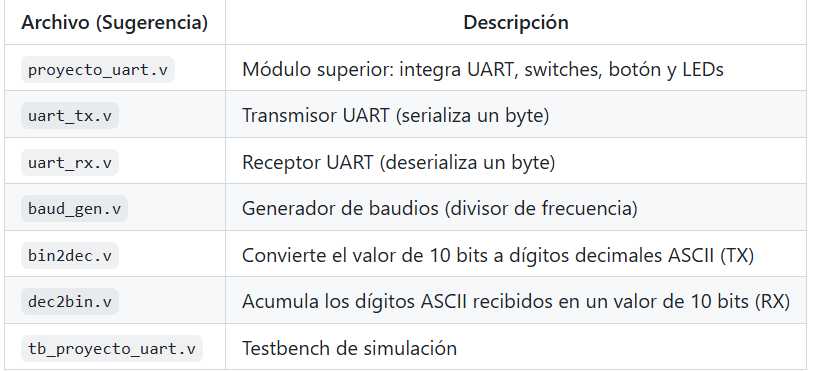 Archivo (Sugerencia) Descripción
proyecto_uart.v Módulo superior: integra UART, switches, botón y LEDs
uart_tx.v Transmisor UART (serializa un byte)
uart_rx.v Receptor UART (deserializa un byte)
baud_gen.v Generador de baudios (divisor de frecuencia)
bin2dec.v Convierte el valor de 10 bits a dígitos decimales ASCII (TX)
dec2bin.v Acumula los dígitos ASCII recibidos en un valor de 10 bits (RX)
tb_proyecto_uart.v Testbench de simulación